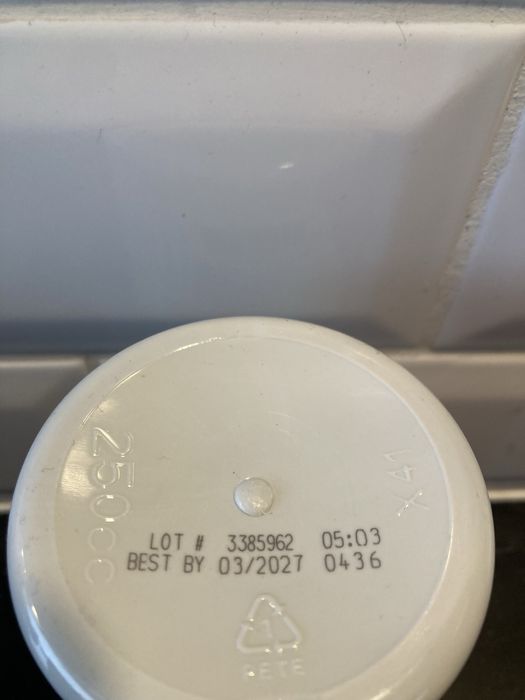 250cc
X41
LOT # 3385962 05:03
BEST BY 03/2027 0436
1
PETE